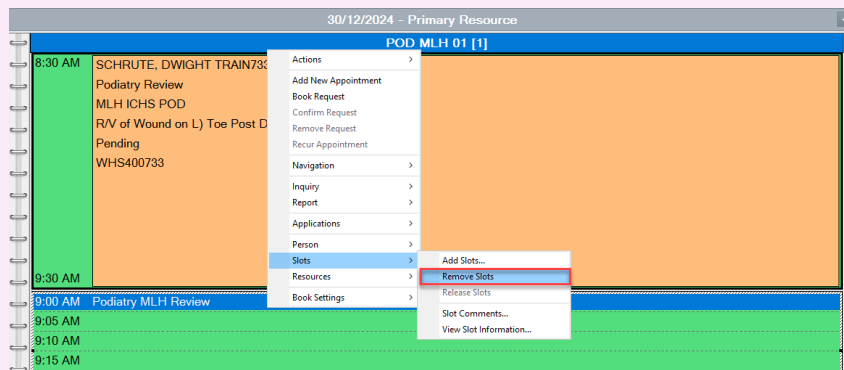 30/12/2024 - Primary Resource
POD MLH 01 [1]
8:30 AM
SCHRUTE, DWIGHT TRAIN733
Podiatry Review
MLH ICHS POD
R/V of Wound on L) Toe Post D
Pending
WHS400733
9:30 AM
Actions
Add New Appointment
Book Request
Confirm Request
Remove Request
Recur Appointment
Navigation
Inquiry
Report
Applications
Person
Slots
Resources
Book Settings
Add Slots...
Remove Slots
Release Slots
Slot Comments...
View Slot Information...
9:00 AM Podiatry MLH Review
9:05 AM
9:10 AM
9:15 AM